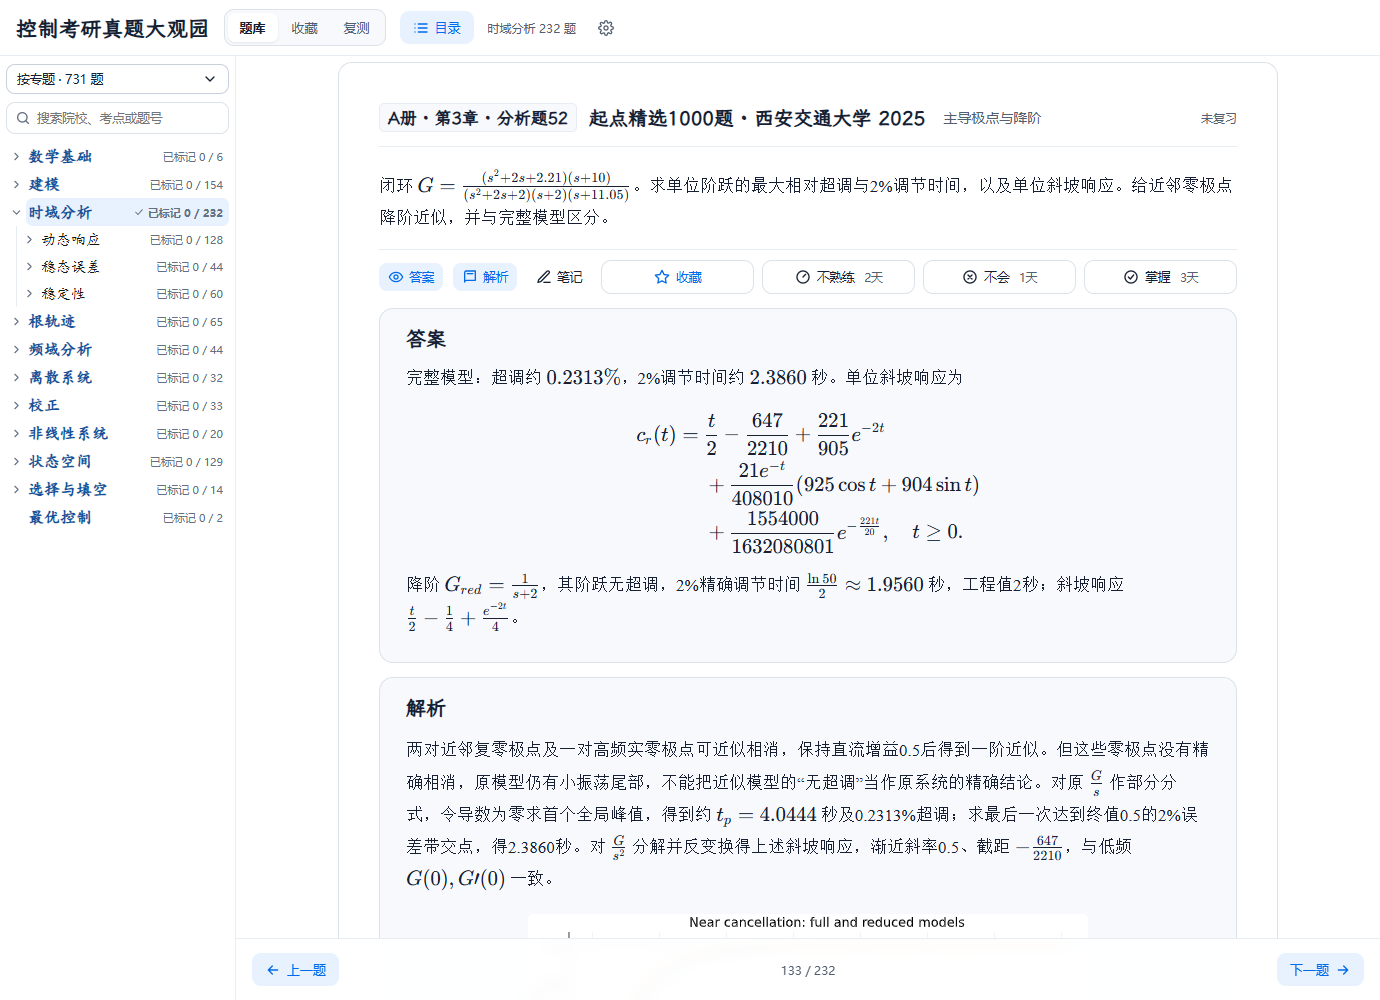 控制考研真题大观园 题库 收藏 复测 目录 时域分析 232 题
按专题 · 731 题
搜索院校、考点或题号
数学基础 已标记 0 / 6
建模 已标记 0 / 154
时域分析 ✓ 已标记 0 / 232
动态响应 已标记 0 / 128
稳态误差 已标记 0 / 44
稳定性 已标记 0 / 60
根轨迹 已标记 0 / 65
频域分析 已标记 0 / 44
离散系统 已标记 0 / 32
校正 已标记 0 / 33
非线性系统 已标记 0 / 20
状态空间 已标记 0 / 129
选择与填空 已标记 0 / 14
最优控制 已标记 0 / 2
A册 · 第3章 · 分析题52 起点精选1000题 · 西安交通大学 2025 主导极点与降阶 未复习
闭环 $G = \frac{(s^2+2s+2.21)(s+10)}{(s^2+2s+2)(s+2)(s+11.05)}$ 。求单位阶跃的最大相对超调与2%调节时间，以及单位斜坡响应。给近邻零极点
降阶近似，并与完整模型区分。
答案 解析 笔记 收藏 不熟练 2天 不会 1天 掌握 3天
答案
完整模型：超调约 0.2313%，2%调节时间约 2.3860 秒。单位斜坡响应为
$c_r(t) = \frac{t}{2} - \frac{647}{2210} + \frac{221}{905}e^{-2t}$
$+ \frac{21e^{-t}}{408010}(925\cos t + 904\sin t)$
$+ \frac{1554000}{1632080801}e^{-\frac{221t}{20}}, \quad t \geq 0.$
降阶 $G_{red} = \frac{1}{s+2}$，其阶跃无超调，2%精确调节时间 $\frac{\ln 50}{2} \approx 1.9560$ 秒，工程值2秒；斜坡响应
$\frac{t}{2} - \frac{1}{4} + \frac{e^{-2t}}{4}$ 。
解析
两对近邻复零极点及一对高频实零极点可近似相消，保持直流增益0.5后得到一阶近似。但这些零极点没有精
确相消，原模型仍有小振荡尾部，不能把近似模型的“无超调”当作原系统的精确结论。对原 $\frac{G}{s}$ 作部分分
式，令导数为零求首个全局峰值，得到约 $t_p = 4.0444$ 秒及0.2313%超调；求最后一次达到终值0.5的2%误
差带交点，得2.3860秒。对 $\frac{G}{s^2}$ 分解并反变换得上述斜坡响应，渐近斜率0.5、截距 $-\frac{647}{2210}$，与低频
$G(0), G\prime(0)$ 一致。
Near cancellation: full and reduced models
← 上一题 133 / 232 下一题 →